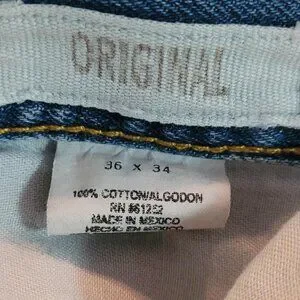 ORIGINAL
36 X 34
100% COTTON/ALGODON
RN #61252
MADE IN MEXICO
HECHO EN MEXICO